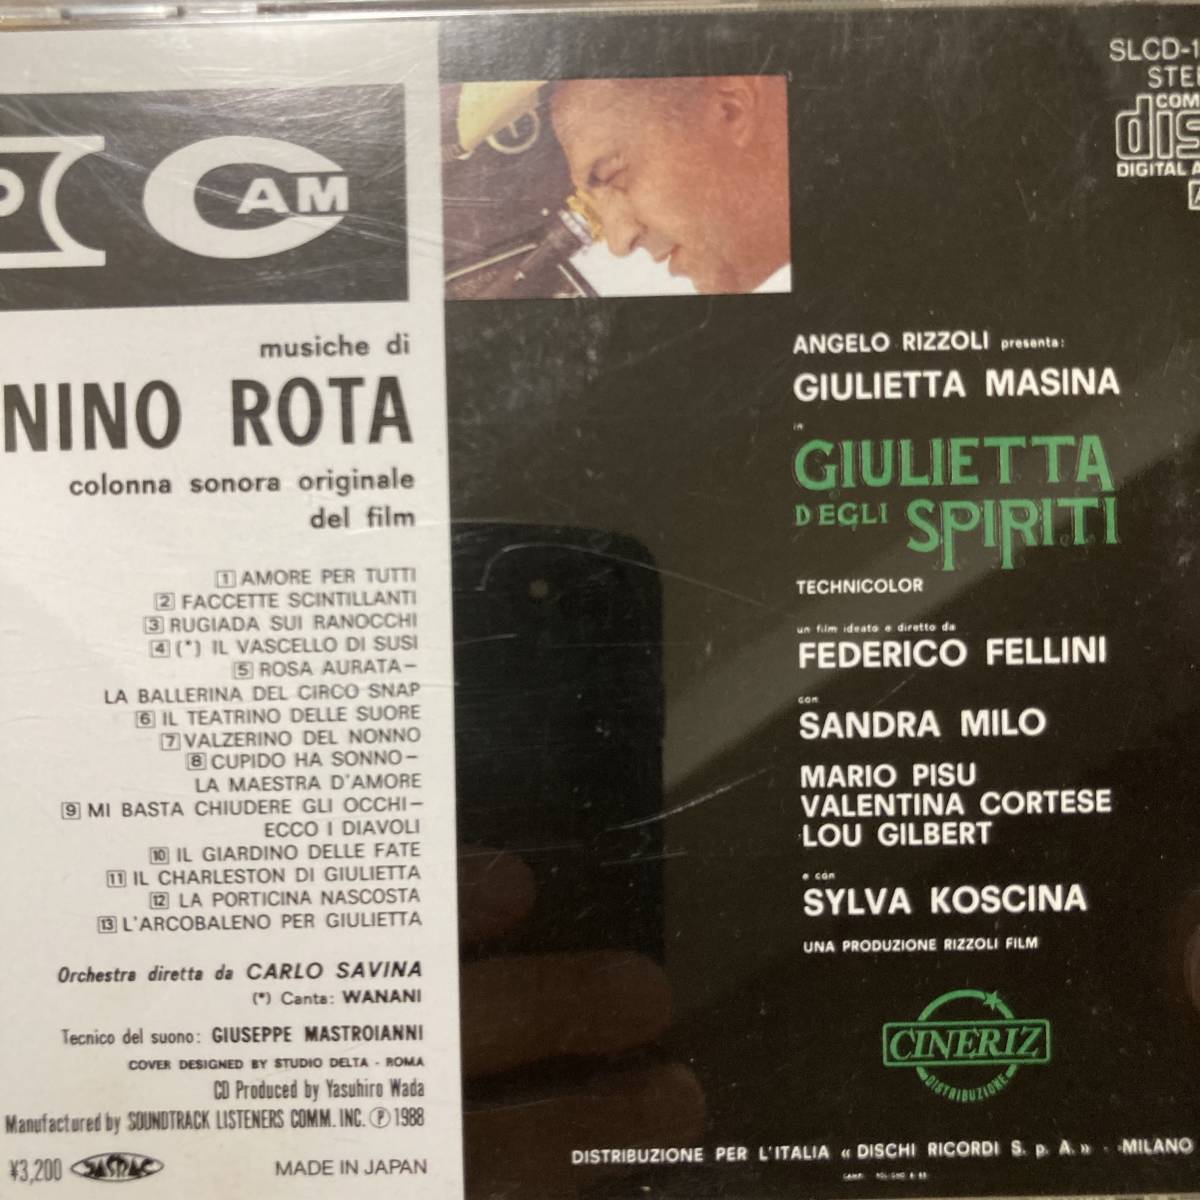 CAM
musiche di
NINO ROTA
colonna sonora originale
del film
1 AMORE PER TUTTI
2 FACCETTE SCINTILLANTI
3 RUGIADA SUI RANOCCHI
4 (*) IL VASCELLO DI SUSI
5 ROSA AURATA–
LA BALLERINA DEL CIRCO SNAP
6 IL TEATRINO DELLE SUORE
7 VALZERINO DEL NONNO
8 CUPIDO HA SONNO–
LA MAESTRA D'AMORE
9 MI BASTA CHIUDERE GLI OCCHI–
ECCO I DIAVOLI
10 IL GIARDINO DELLE FATE
11 IL CHARLESTON DI GIULIETTA
12 LA PORTICINA NASCOSTA
13 L'ARCOBALENO PER GIULIETTA
Orchestra diretta da CARLO SAVINA
(*) Canta: WANANI
Tecnico del suono: GIUSEPPE MASTROIANNI
COVER DESIGNED BY STUDIO DELTA - ROMA
CD Produced by Yasuhiro Wada
Manufactured by SOUNDTRACK LISTENERS COMM. INC. ℗ 1988
¥3,200 JASRAC MADE IN JAPAN
SLCD-1
STE
COM
dis
DIGITAL A
ANGELO RIZZOLI presenta:
GIULIETTA MASINA
in
GIULIETTA
DEGLI SPIRITI
TECHNICOLOR
un film ideato e diretto da
FEDERICO FELLINI
con
SANDRA MILO
MARIO PISU
VALENTINA CORTESE
LOU GILBERT
e con
SYLVA KOSCINA
UNA PRODUZIONE RIZZOLI FILM
CINERIZ
DISTRIBUZIONE
DISTRIBUZIONE PER L'ITALIA « DISCHI RICORDI S. p. A.» - MILANO